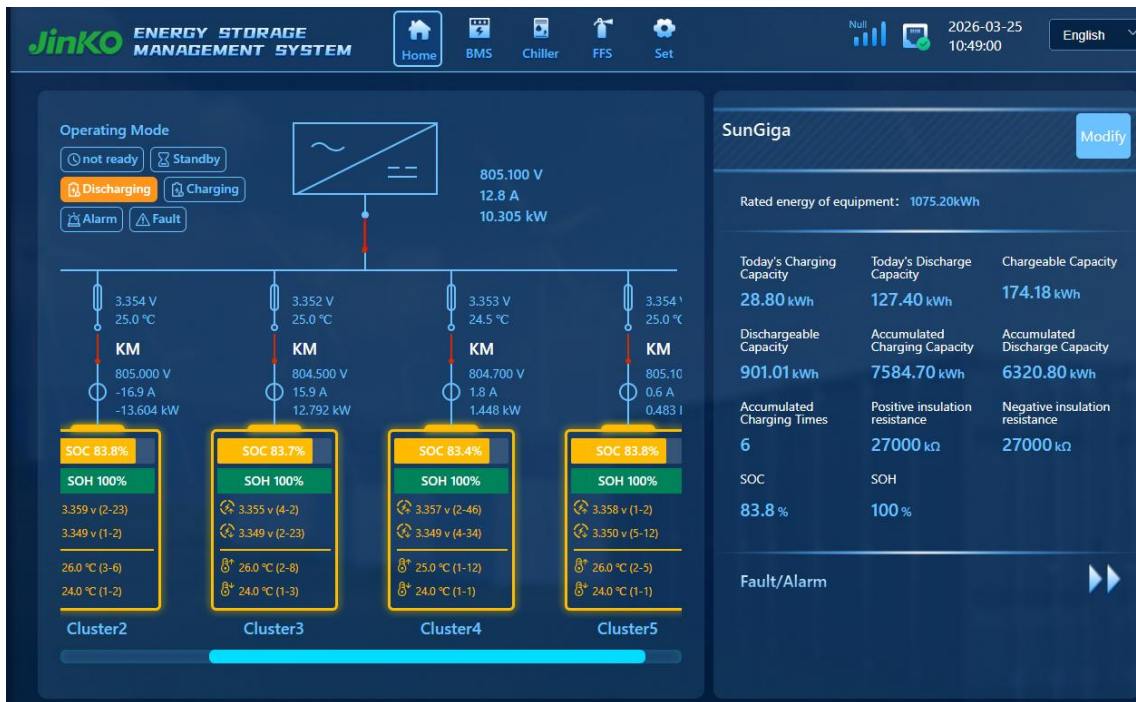 JinKO ENERGY STORAGE
MANAGEMENT SYSTEM
Home
BMS
Chiller
FFS
Set
Null
2026-03-25
10:49:00
English
Operating Mode
not ready
Standby
Discharging
Charging
Alarm
Fault
805.100 V
12.8 A
10.305 kW
3.354 V
25.0 ℃
KM
805.000 V
-16.9 A
-13.604 kW
SOC 83.8%
SOH 100%
3.359 v (2-23)
3.349 v (1-2)
26.0 ℃ (3-6)
24.0 ℃ (1-2)
Cluster2
3.352 V
25.0 ℃
KM
804.500 V
15.9 A
12.792 kW
SOC 83.7%
SOH 100%
3.355 v (4-2)
3.349 v (2-23)
26.0 ℃ (2-8)
24.0 ℃ (1-3)
Cluster3
3.353 V
24.5 ℃
KM
804.700 V
1.8 A
1.448 kW
SOC 83.4%
SOH 100%
3.357 v (2-46)
3.349 v (4-34)
25.0 ℃ (1-12)
24.0 ℃ (1-1)
Cluster4
3.354
25.0
KM
805.10
0.6 A
0.483
SOC 83.8%
SOH 100%
3.358 v (1-2)
3.350 v (5-12)
26.0 ℃ (2-5)
24.0 ℃ (1-1)
Cluster5
SunGiga
Modify
Rated energy of equipment: 1075.20kWh
Today's Charging
Capacity
28.80 kWh
Today's Discharge
Capacity
127.40 kWh
Chargeable Capacity
174.18 kWh
Dischargeable
Capacity
901.01 kWh
Accumulated
Charging Capacity
7584.70 kWh
Accumulated
Discharge Capacity
6320.80 kWh
Accumulated
Charging Times
6
Positive insulation
resistance
27000 kΩ
Negative insulation
resistance
27000 kΩ
SOC
83.8 %
SOH
100 %
Fault/Alarm